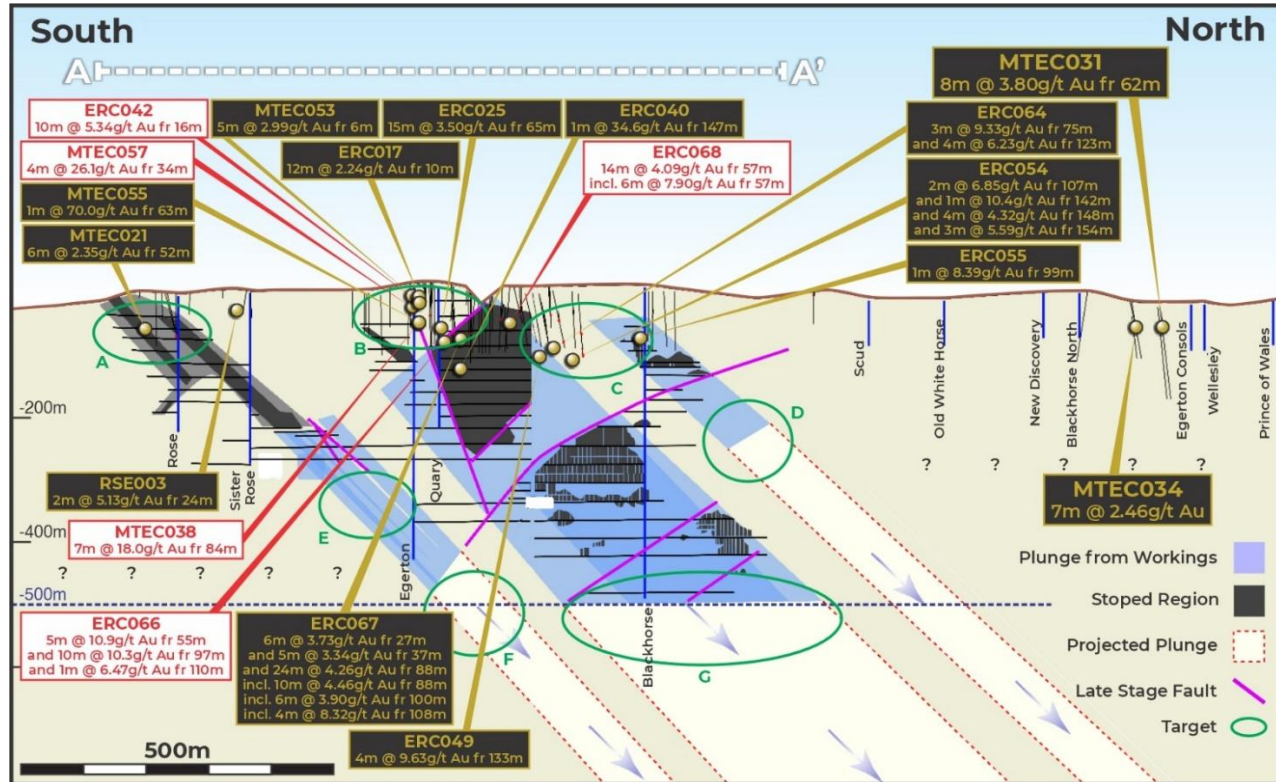 South
North
A
A'
MTEC031
8m @ 3.80g/t Au fr 62m
ERC042
10m @ 5.34g/t Au fr 16m
MTEC053
5m @ 2.99g/t Au fr 6m
ERC025
15m @ 3.50g/t Au fr 65m
ERC040
1m @ 34.6g/t Au fr 147m
ERC064
3m @ 9.33g/t Au fr 75m
and 4m @ 6.23g/t Au fr 123m
MTEC057
4m @ 26.1g/t Au fr 34m
ERC017
12m @ 2.24g/t Au fr 10m
ERC068
14m @ 4.09g/t Au fr 57m
incl. 6m @ 7.90g/t Au fr 57m
ERC054
2m @ 6.85g/t Au fr 107m
and 1m @ 10.4g/t Au fr 142m
and 4m @ 4.32g/t Au fr 148m
and 3m @ 5.59g/t Au fr 154m
MTEC055
1m @ 70.0g/t Au fr 63m
MTEC021
6m @ 2.35g/t Au fr 52m
ERC055
1m @ 8.39g/t Au fr 99m
A
B
C
D
E
F
G
Scud
Old White Horse
New Discovery
Blackhorse North
Egerton Consols
Wellesley
Prince of Wales
-200m
Rose
Sister
Rose
Quary
Egerton
Blackhorse
? ? ? ? ? ?
RSE003
2m @ 5.13g/t Au fr 24m
MTEC034
7m @ 2.46g/t Au
-400m
MTEC038
7m @ 18.0g/t Au fr 84m
? ? ? ? ?
-500m
ERC066
5m @ 10.9g/t Au fr 55m
and 10m @ 10.3g/t Au fr 97m
and 1m @ 6.47g/t Au fr 110m
ERC067
6m @ 3.73g/t Au fr 27m
and 5m @ 3.34g/t Au fr 37m
and 24m @ 4.26g/t Au fr 88m
incl. 10m @ 4.46g/t Au fr 88m
incl. 6m @ 3.90g/t Au fr 100m
incl. 4m @ 8.32g/t Au fr 108m
ERC049
4m @ 9.63g/t Au fr 133m
Plunge from Workings
Stoped Region
Projected Plunge
Late Stage Fault
Target
500m